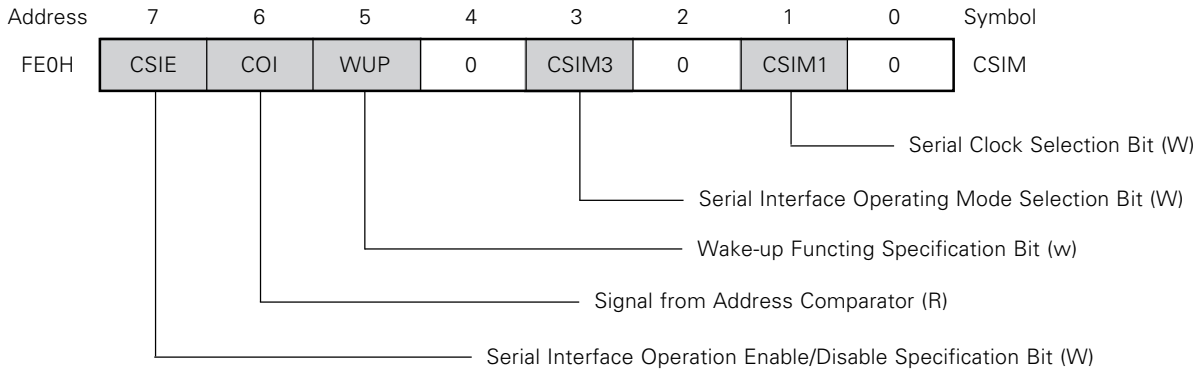 Address 7 6 5 4 3 2 1 0 Symbol
FE0H CSIE COI WUP 0 CSIM3 0 CSIM1 0 CSIM
Serial Clock Selection Bit (W)
Serial Interface Operating Mode Selection Bit (W)
Wake-up Functing Specification Bit (w)
Signal from Address Comparator (R)
Serial Interface Operation Enable/Disable Specification Bit (W)